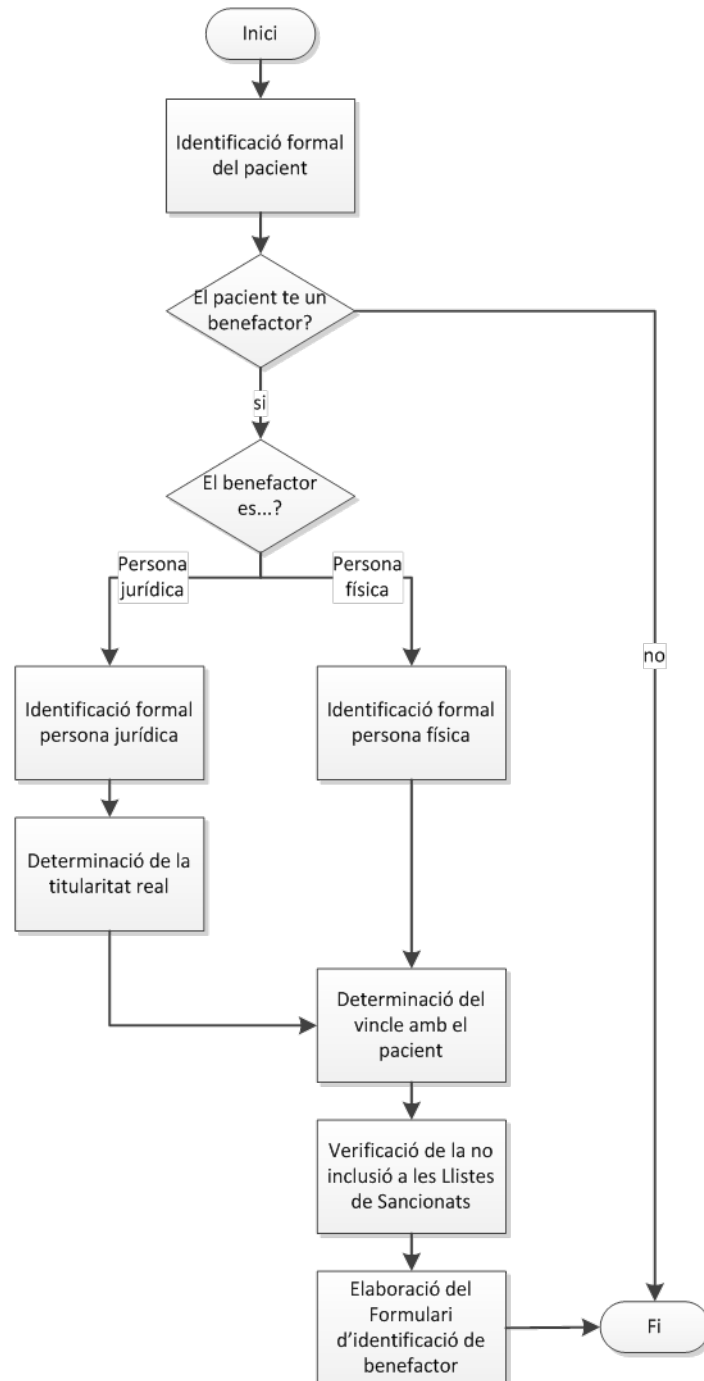 Inici
Identificació formal
del pacient
El pacient te un
benefactor?
si
El benefactor
es...?
Persona
jurídica
Persona
física
no
Identificació formal
persona jurídica
Identificació formal
persona física
Determinació de la
titularitat real
Determinació del
vincle amb el
pacient
Verificació de la no
inclusió a les Llistes
de Sancionats
Elaboració del
Formulari
d'identificació de
benefactor
Fi